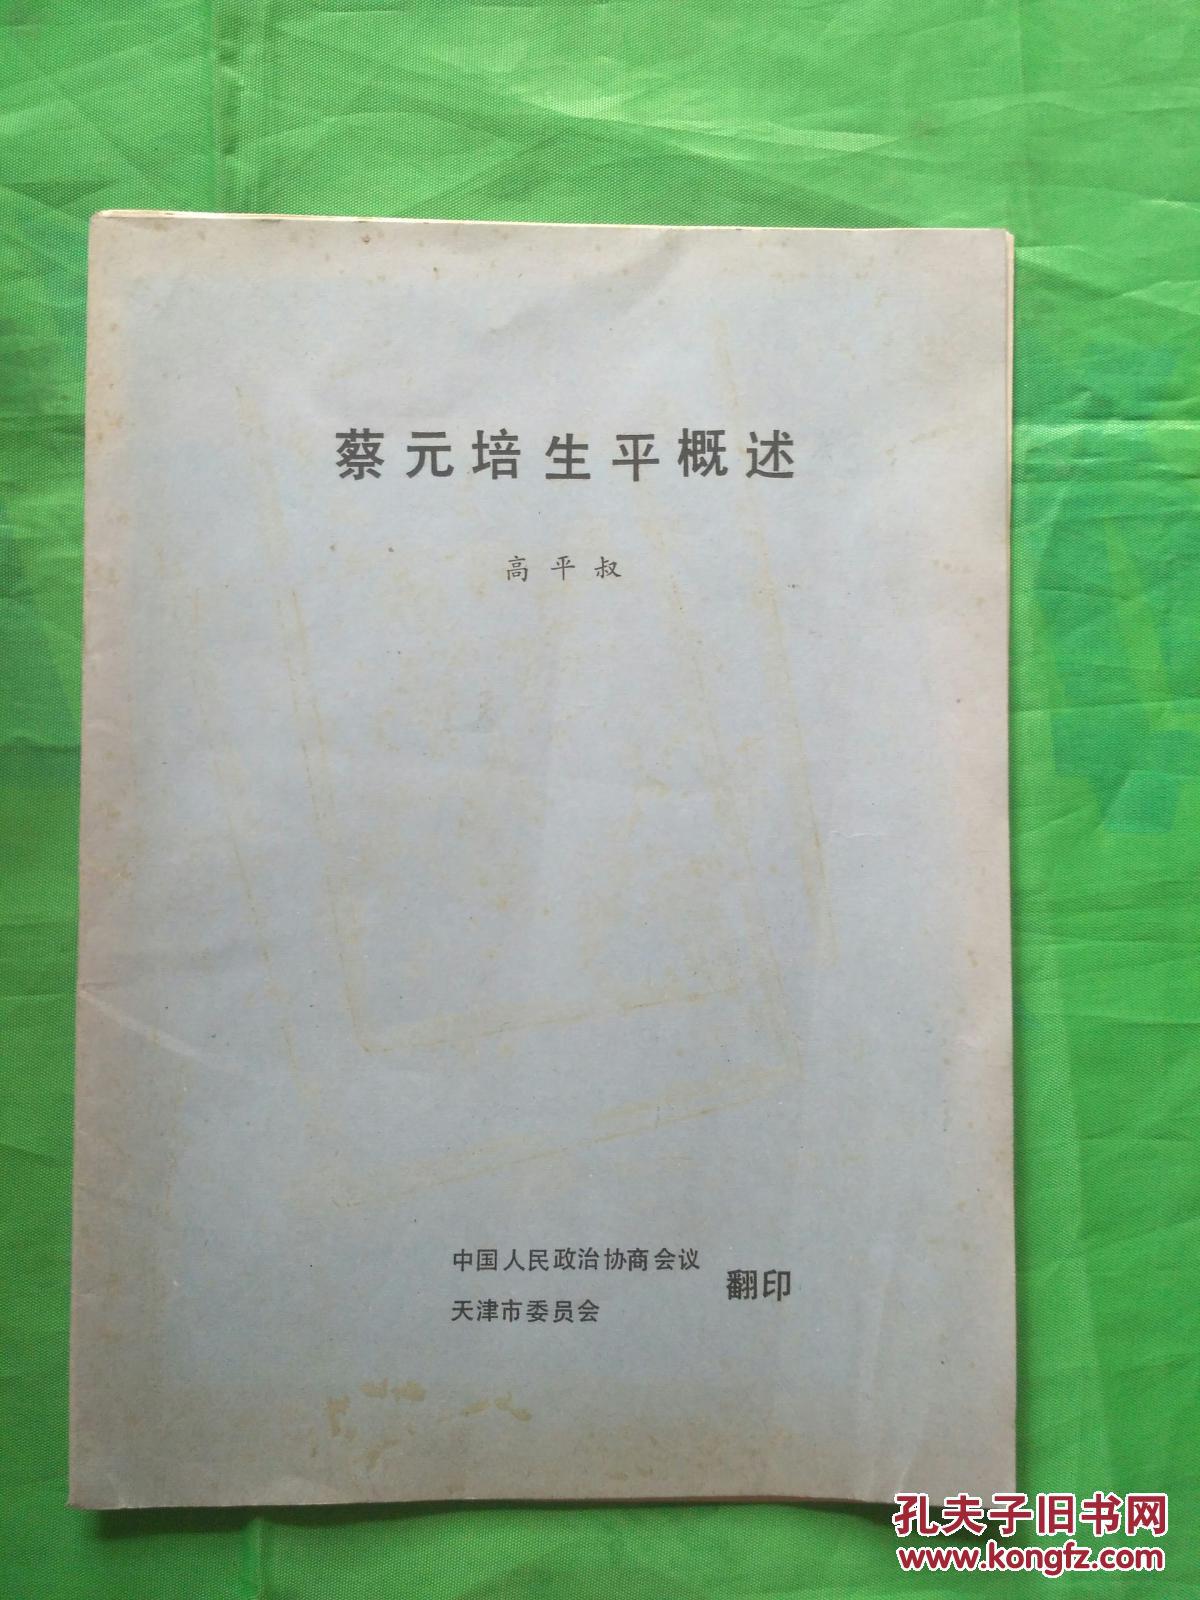 蔡元培生平概述
高平叔
中国人民政治协商会议
天津市委员会
翻印
孔夫子旧书网
www.kongfz.com